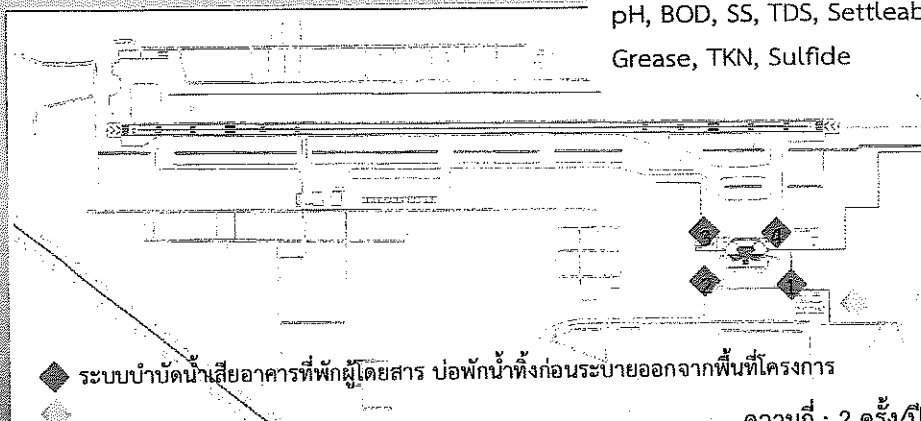 pH, BOD, SS, TDS, Settleab
Grease, TKN, Sulfide
3 4
2 1
ระบบบำบัดน้ำเสียอาคารที่พักผู้โดยสาร บ่อพักน้ำทิ้งก่อนระบายออกจากพื้นที่โครงการ
ความถี่ : 2 ครั้ง/ปี